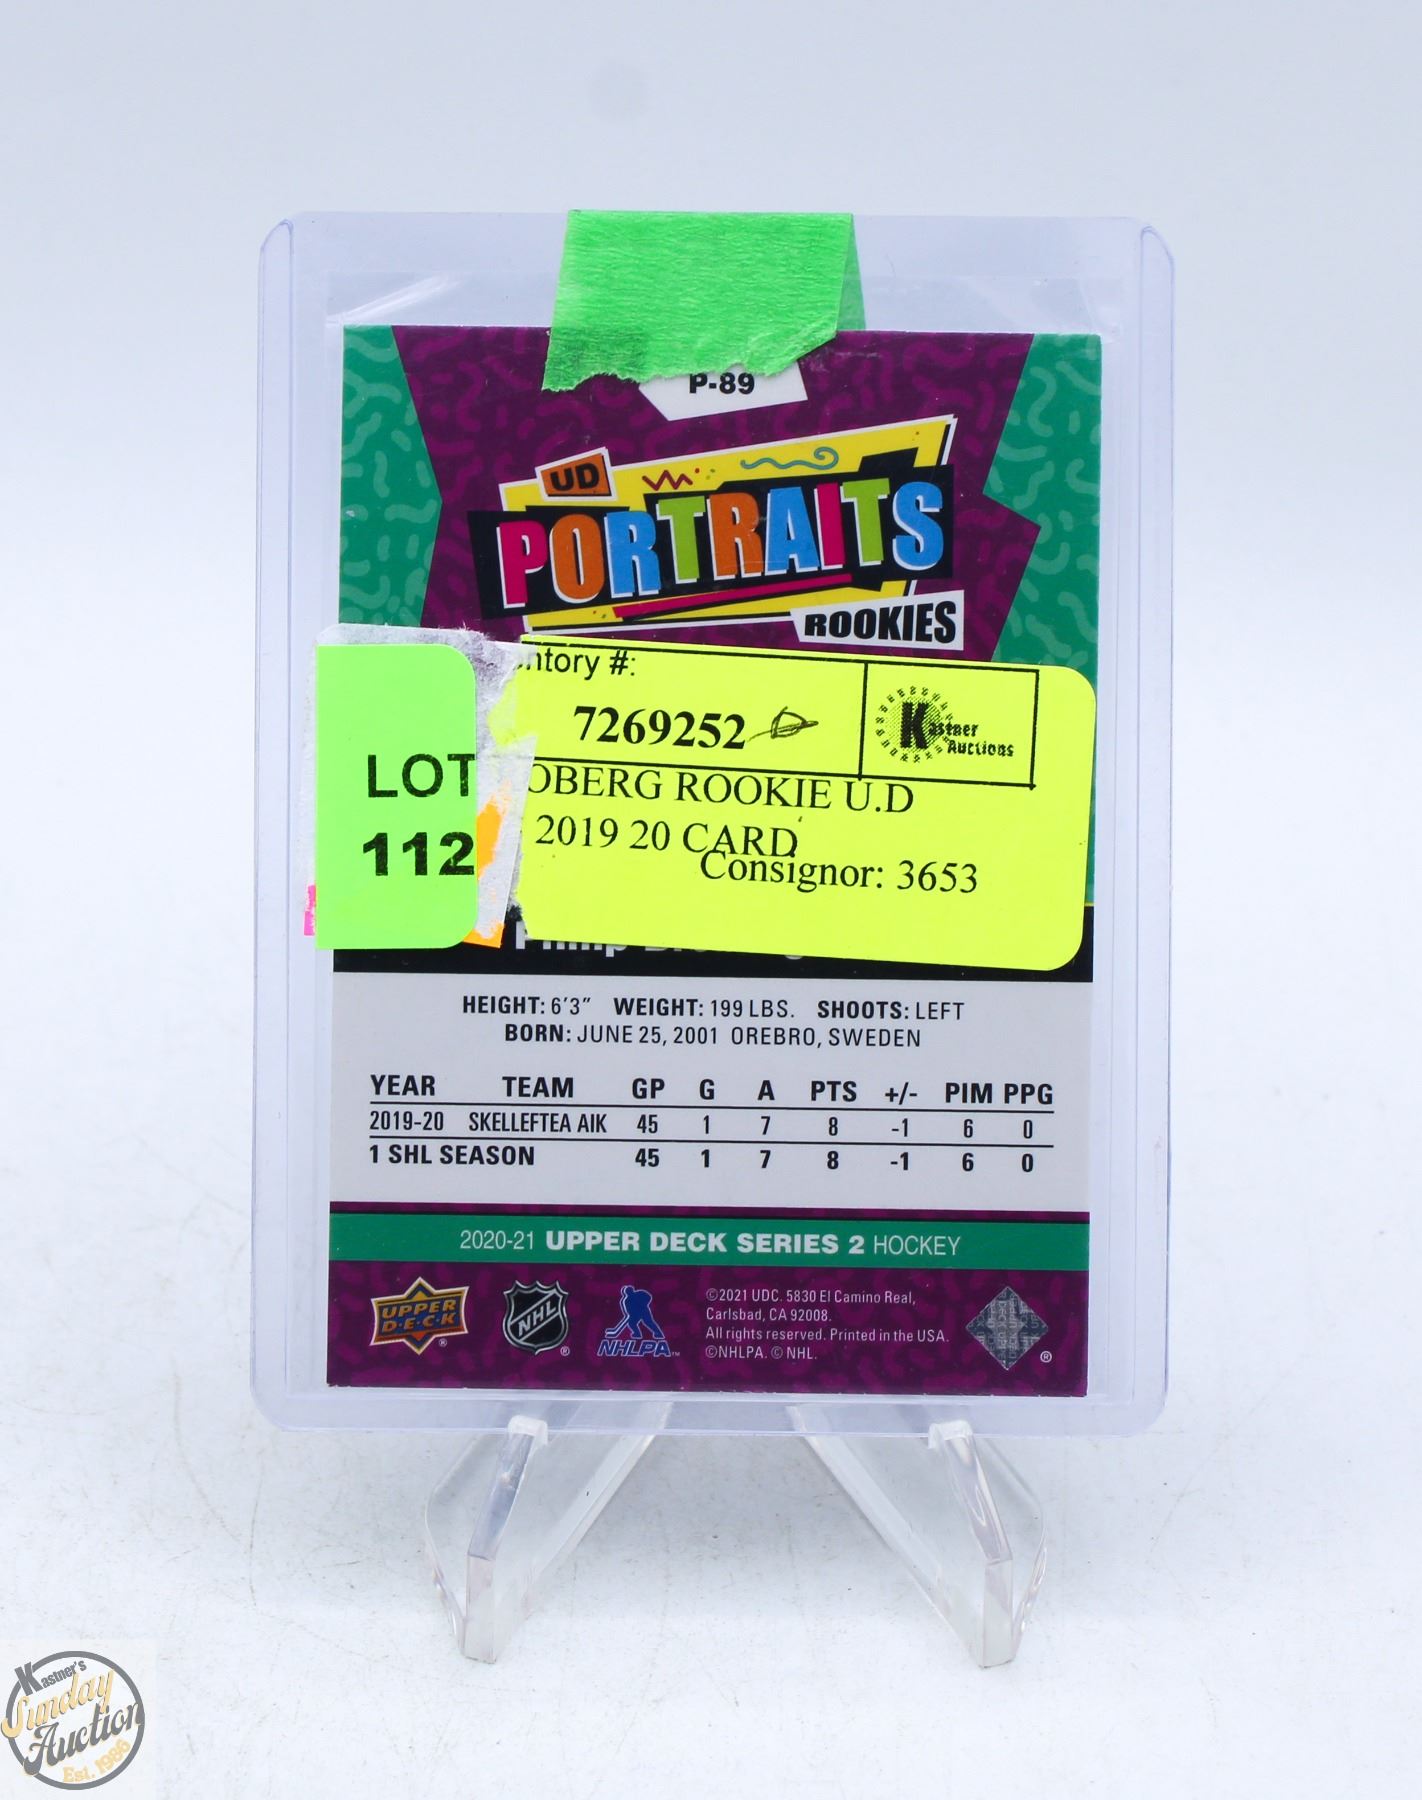 P-89
UD
PORTRAITS
ROOKIES
#:
7269252
Kastner
Auctions
LOT
112
ROOKIE U.D
2019 20 CARD
Consignor: 3653
HEIGHT: 6'3" WEIGHT: 199 LBS. SHOOTS: LEFT
BORN: JUNE 25, 2001 OREBRO, SWEDEN
YEAR TEAM GP G A PTS +/- PIM PPG
2019-20 SKELLEFTEA AIK 45 1 7 8 -1 6 0
1 SHL SEASON 45 1 7 8 -1 6 0
2020-21 UPPER DECK SERIES 2 HOCKEY
UPPER
D·E·C·K
®
NHL
®
NHLPA™
©2021 UDC. 5830 El Camino Real,
Carlsbad, CA 92008.
All rights reserved. Printed in the USA.
©NHLPA. © NHL.
®
Kastner's
Sunday
Auction
Est. 1986